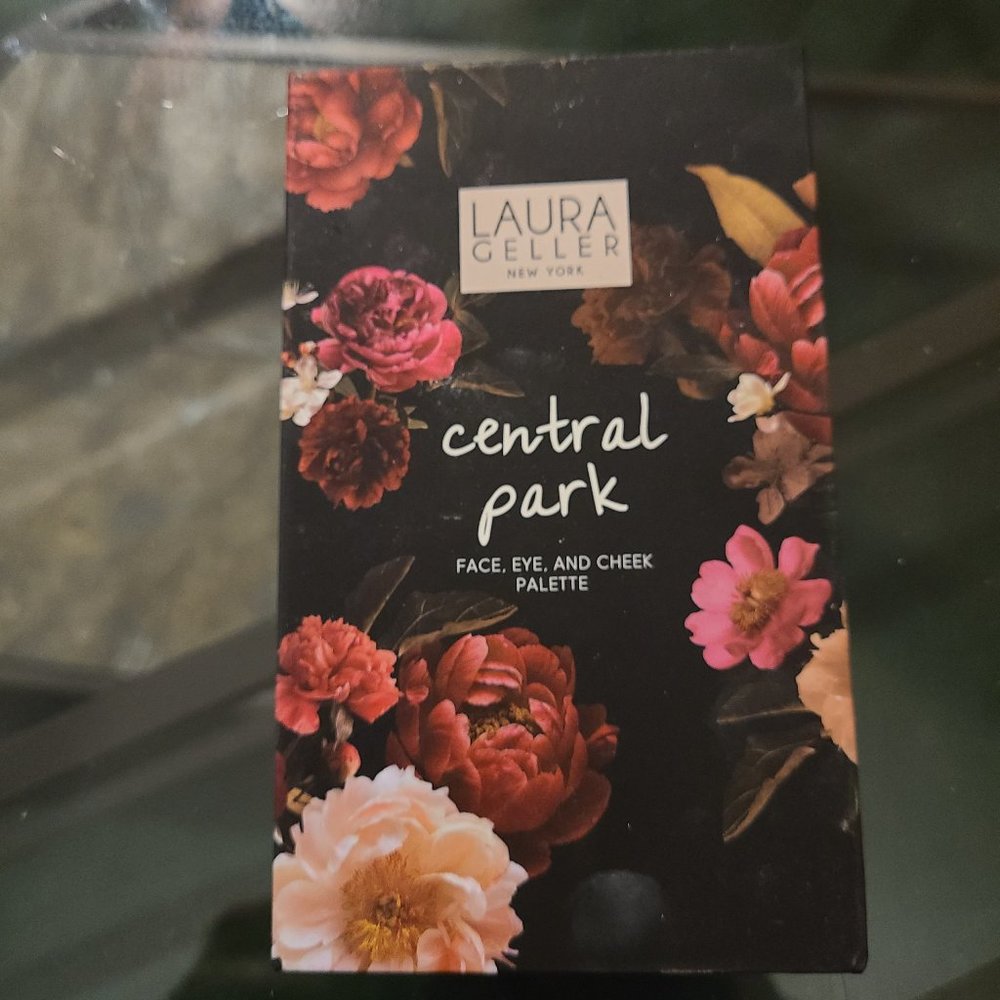 LAURA
GELLER
NEW YORK
central
park
FACE, EYE, AND CHEEK
PALETTE